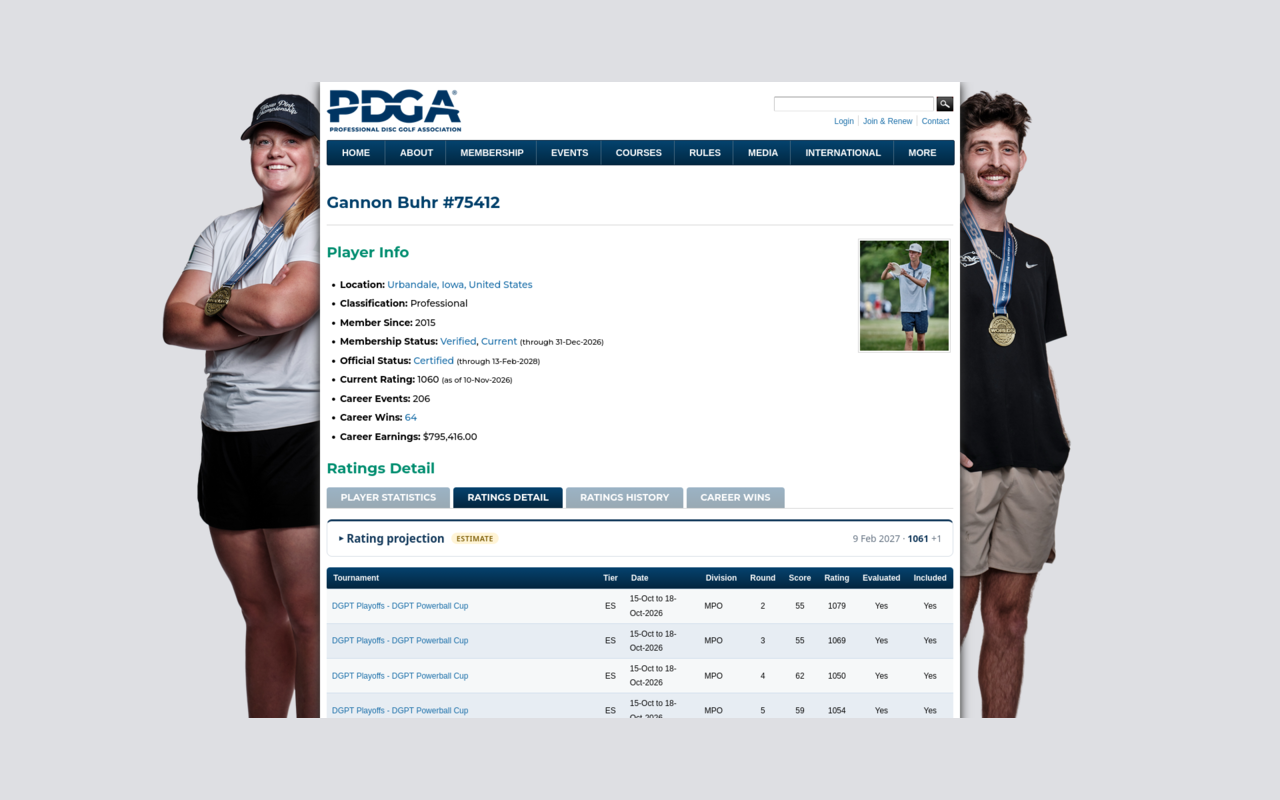 PDGA®
PROFESSIONAL DISC GOLF ASSOCIATION
Login Join & Renew Contact
HOME ABOUT MEMBERSHIP EVENTS COURSES RULES MEDIA INTERNATIONAL MORE
Gannon Buhr #75412
Player Info
• Location: Urbandale, Iowa, United States
• Classification: Professional
• Member Since: 2015
• Membership Status: Verified, Current (through 31-Dec-2026)
• Official Status: Certified (through 13-Feb-2028)
• Current Rating: 1060 (as of 10-Nov-2026)
• Career Events: 206
• Career Wins: 64
• Career Earnings: $795,416.00
Ratings Detail
PLAYER STATISTICS RATINGS DETAIL RATINGS HISTORY CAREER WINS
▸ Rating projection ESTIMATE 9 Feb 2027 · 1061 +1
Tournament Tier Date Division Round Score Rating Evaluated Included
DGPT Playoffs - DGPT Powerball Cup ES 15-Oct to 18-Oct-2026 MPO 2 55 1079 Yes Yes
DGPT Playoffs - DGPT Powerball Cup ES 15-Oct to 18-Oct-2026 MPO 3 55 1069 Yes Yes
DGPT Playoffs - DGPT Powerball Cup ES 15-Oct to 18-Oct-2026 MPO 4 62 1050 Yes Yes
DGPT Playoffs - DGPT Powerball Cup ES 15-Oct to 18-Oct-2026 MPO 5 59 1054 Yes Yes